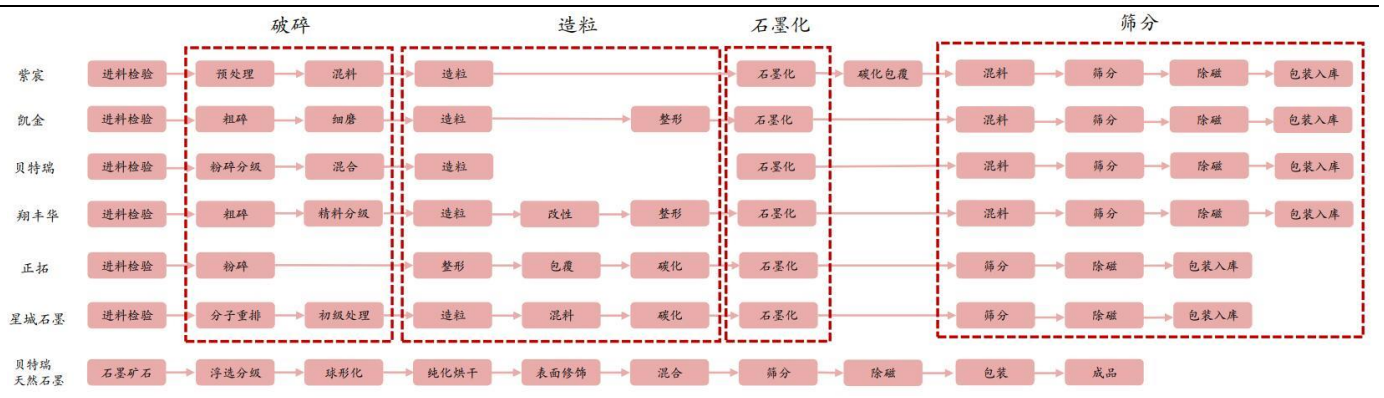 破碎 造粒 石墨化 筛分
紫宸 进料检验 预处理 混料 造粒 石墨化 碳化包覆 混料 筛分 除磁 包装入库
凯金 进料检验 粗碎 细磨 造粒 整形 石墨化 混料 筛分 除磁 包装入库
贝特瑞 进料检验 粉碎分级 混合 造粒 石墨化 混料 筛分 除磁 包装入库
翔丰华 进料检验 粗碎 精料分级 造粒 改性 整形 石墨化 混料 筛分 除磁 包装入库
正拓 进料检验 粉碎 整形 包覆 碳化 石墨化 筛分 除磁 包装入库
星城石墨 进料检验 分子重排 初级处理 造粒 混料 碳化 石墨化 筛分 除磁 包装入库
贝特瑞
天然石墨 石墨矿石 浮选分级 球形化 纯化烘干 表面修饰 混合 筛分 除磁 包装 成品